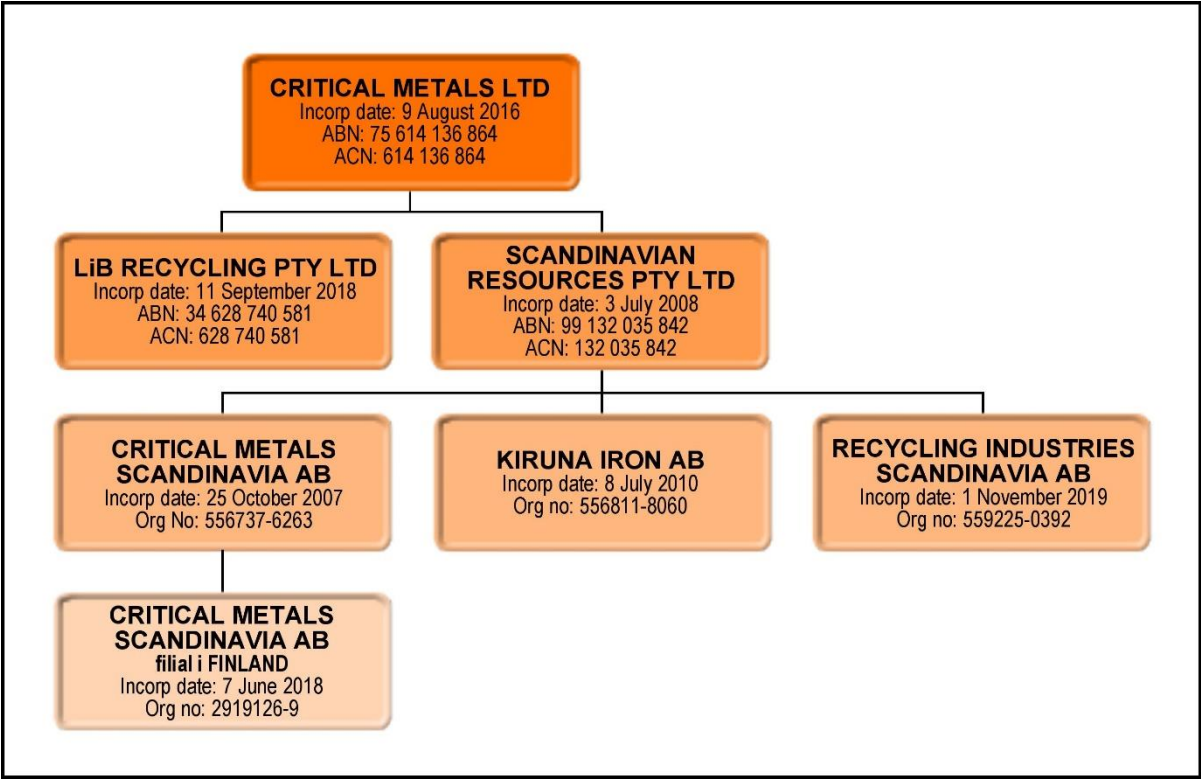 CRITICAL METALS LTD
Incorp date: 9 August 2016
ABN: 75 614 136 864
ACN: 614 136 864
LiB RECYCLING PTY LTD
Incorp date: 11 September 2018
ABN: 34 628 740 581
ACN: 628 740 581
SCANDINAVIAN
RESOURCES PTY LTD
Incorp date: 3 July 2008
ABN: 99 132 035 842
ACN: 132 035 842
CRITICAL METALS
SCANDINAVIA AB
Incorp date: 25 October 2007
Org No: 556737-6263
KIRUNA IRON AB
Incorp date: 8 July 2010
Org no: 556811-8060
RECYCLING INDUSTRIES
SCANDINAVIA AB
Incorp date: 1 November 2019
Org no: 559225-0392
CRITICAL METALS
SCANDINAVIA AB
filial i FINLAND
Incorp date: 7 June 2018
Org no: 2919126-9